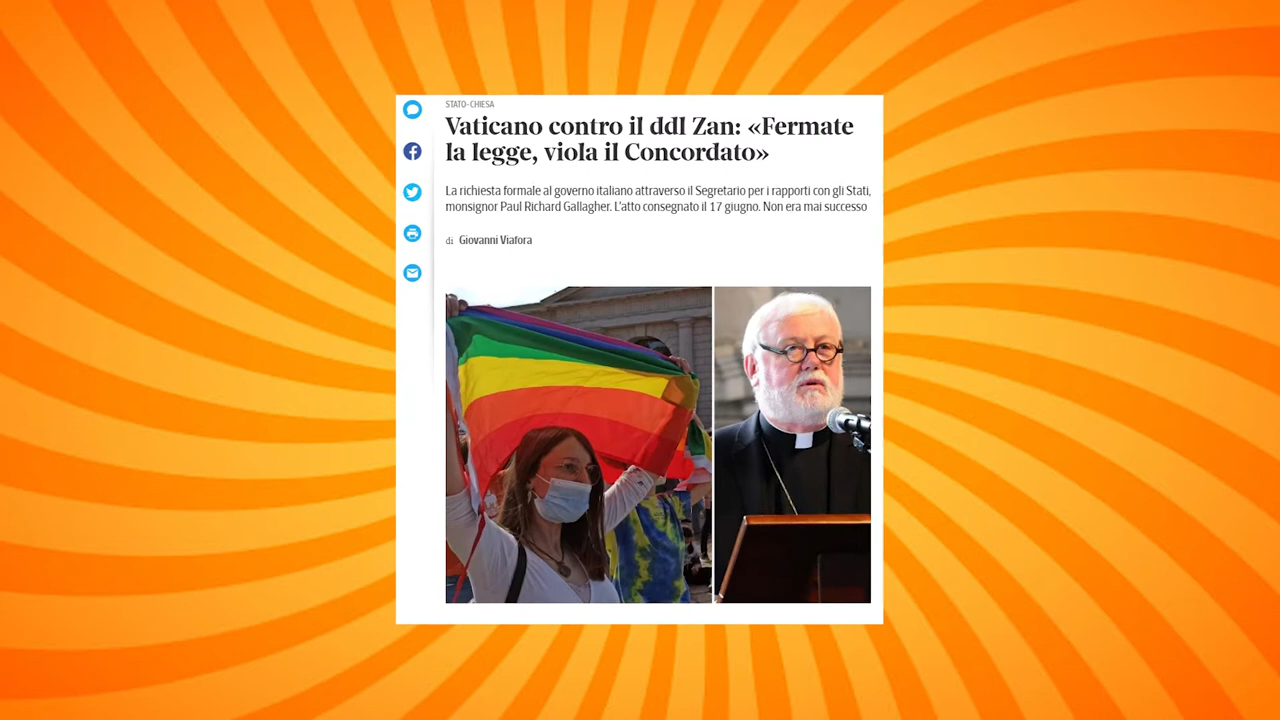 STATO-CHIESA
Vaticano contro il ddl Zan: «Fermate
la legge, viola il Concordato»
La richiesta formale al governo italiano attraverso il Segretario per i rapporti con gli Stati,
monsignor Paul Richard Gallagher. L'atto consegnato il 17 giugno. Non era mai successo
di Giovanni Viafora